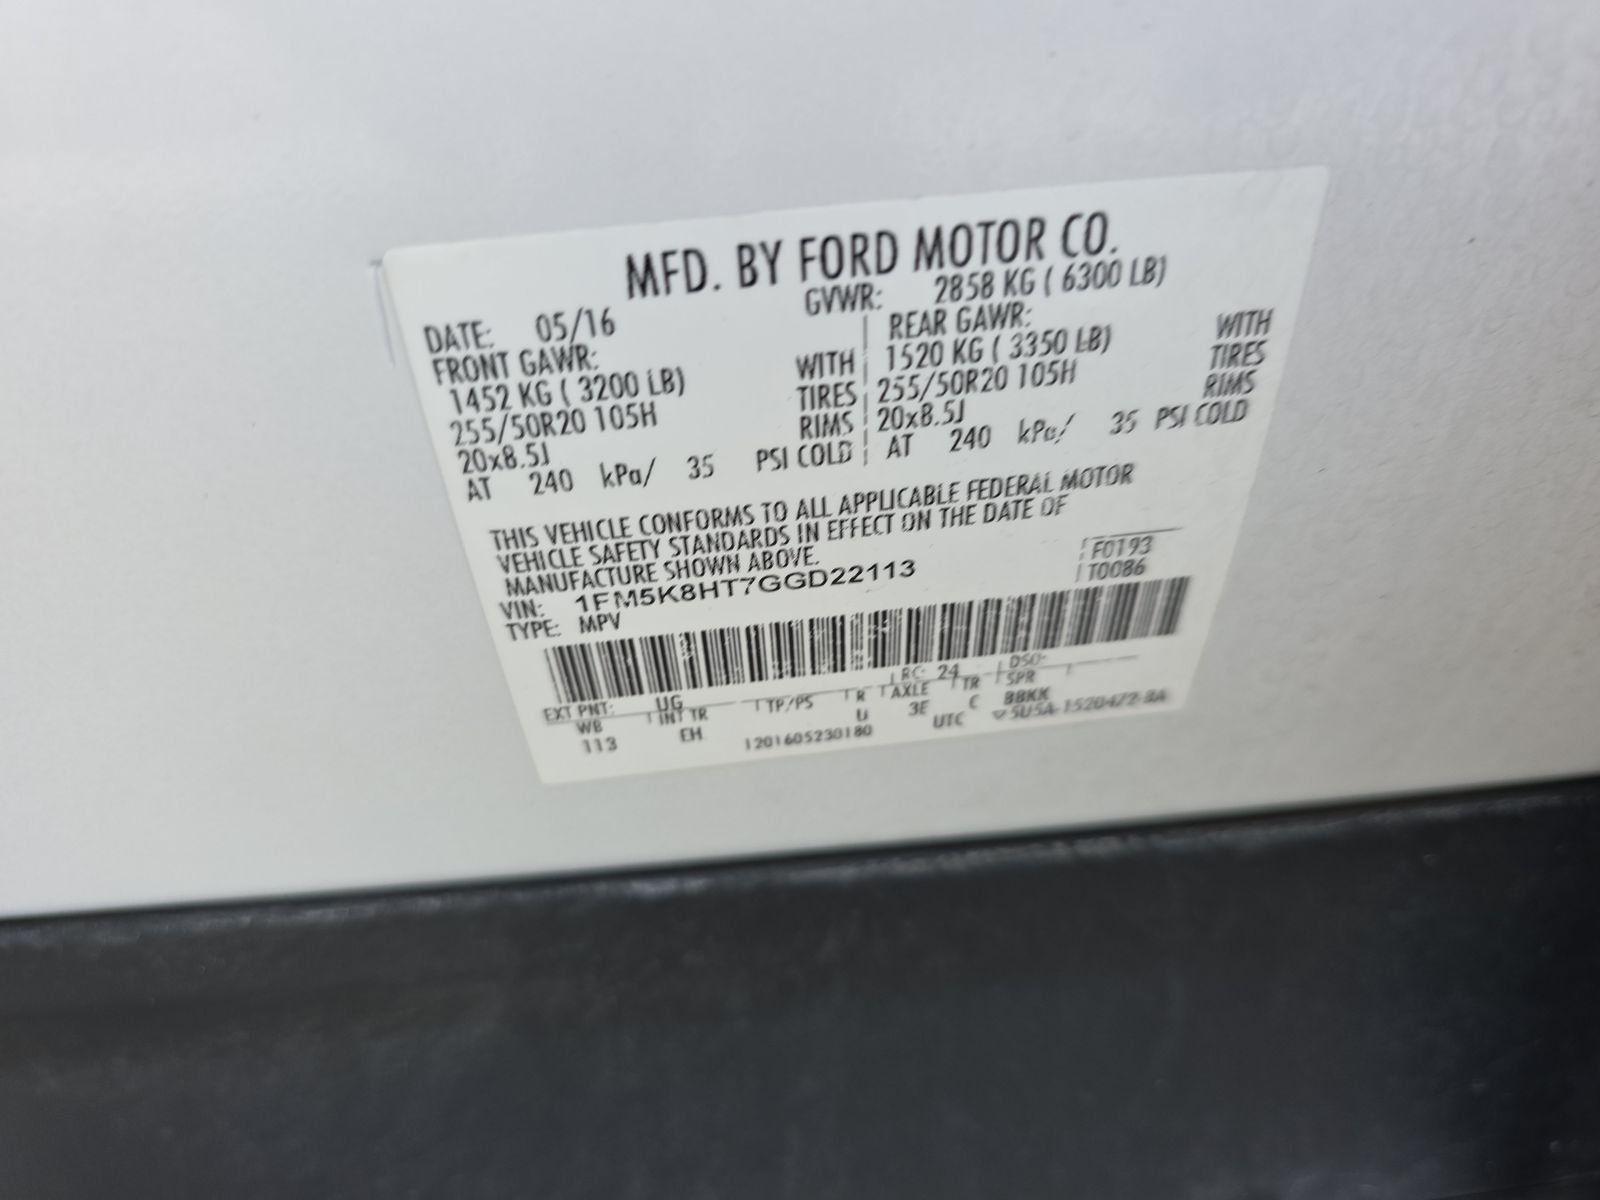 MFD. BY FORD MOTOR CO.
DATE: 05/16 GVWR: 2858 KG ( 6300 LB)
FRONT GAWR: REAR GAWR:
1452 KG ( 3200 LB) WITH 1520 KG ( 3350 LB) WITH
255/50R20 105H TIRES 255/50R20 105H TIRES
20x8.5J RIMS 20x8.5J RIMS
AT 240 kPa/ 35 PSI COLD AT 240 kPa/ 35 PSI COLD
THIS VEHICLE CONFORMS TO ALL APPLICABLE FEDERAL MOTOR
VEHICLE SAFETY STANDARDS IN EFFECT ON THE DATE OF
MANUFACTURE SHOWN ABOVE.
VIN: 1FM5K8HT7GGD22113 F0193
TYPE: MPV T0086
EXT PNT: UG RC: 24 DSO:
WB INT TR TP/PS R AXLE TR SPR
113 EH U 3E C BBKK
1201605230180 UTC ▽5U5A-1520472-BA